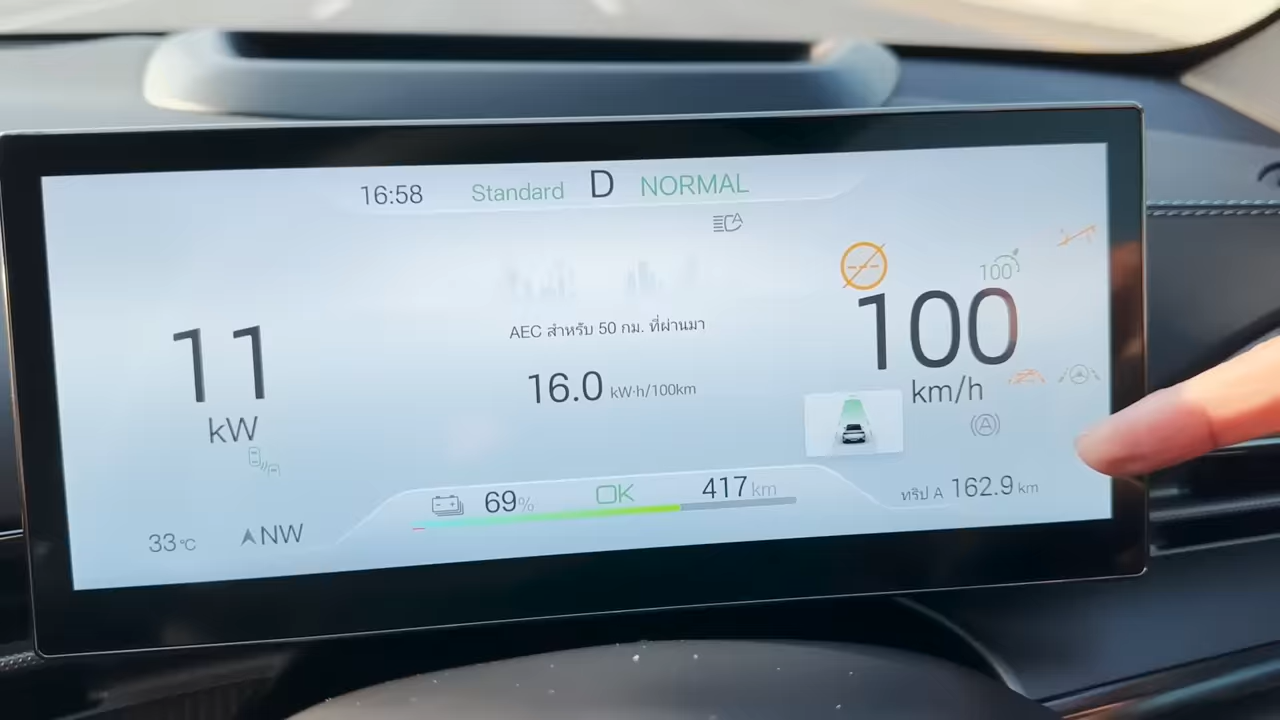 16:58 Standard D NORMAL
100
11
kW
AEC สำหรับ 50 กม. ที่ผ่านมา
16.0 kW·h/100km
100
km/h
A
69%
OK
417 km
ทริป A 162.9 km
33°C
NW